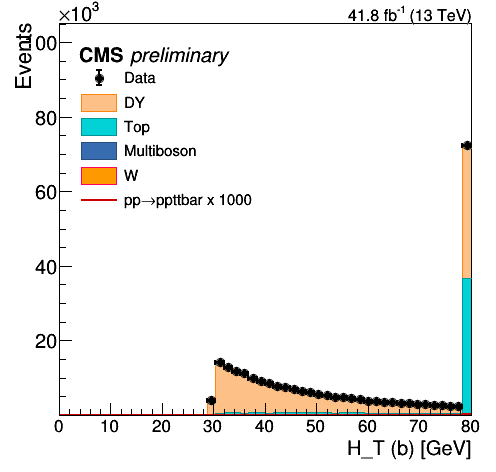 ×10³
41.8 fb⁻¹ (13 TeV)
Events
CMS preliminary
Data
DY
Top
Multiboson
W
pp→ppttbar x 1000
100
80
60
40
20
0 10 20 30 40 50 60 70 80
H_T (b) [GeV]